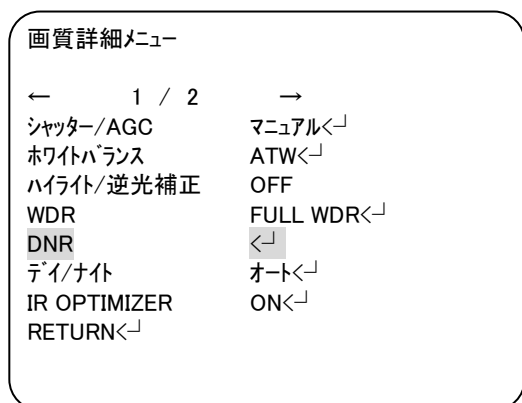 画質詳細ﾒﾆｭｰ
← 1 / 2 →
ｼｬｯﾀｰ/AGC ﾏﾆｭｱﾙ<┘
ﾎﾜｲﾄﾊﾞﾗﾝｽ ATW<┘
ﾊｲﾗｲﾄ/逆光補正 OFF
WDR FULL WDR<┘
DNR <┘
ﾃﾞｲ/ﾅｲﾄ ｵｰﾄ<┘
IR OPTIMIZER ON<┘
RETURN<┘